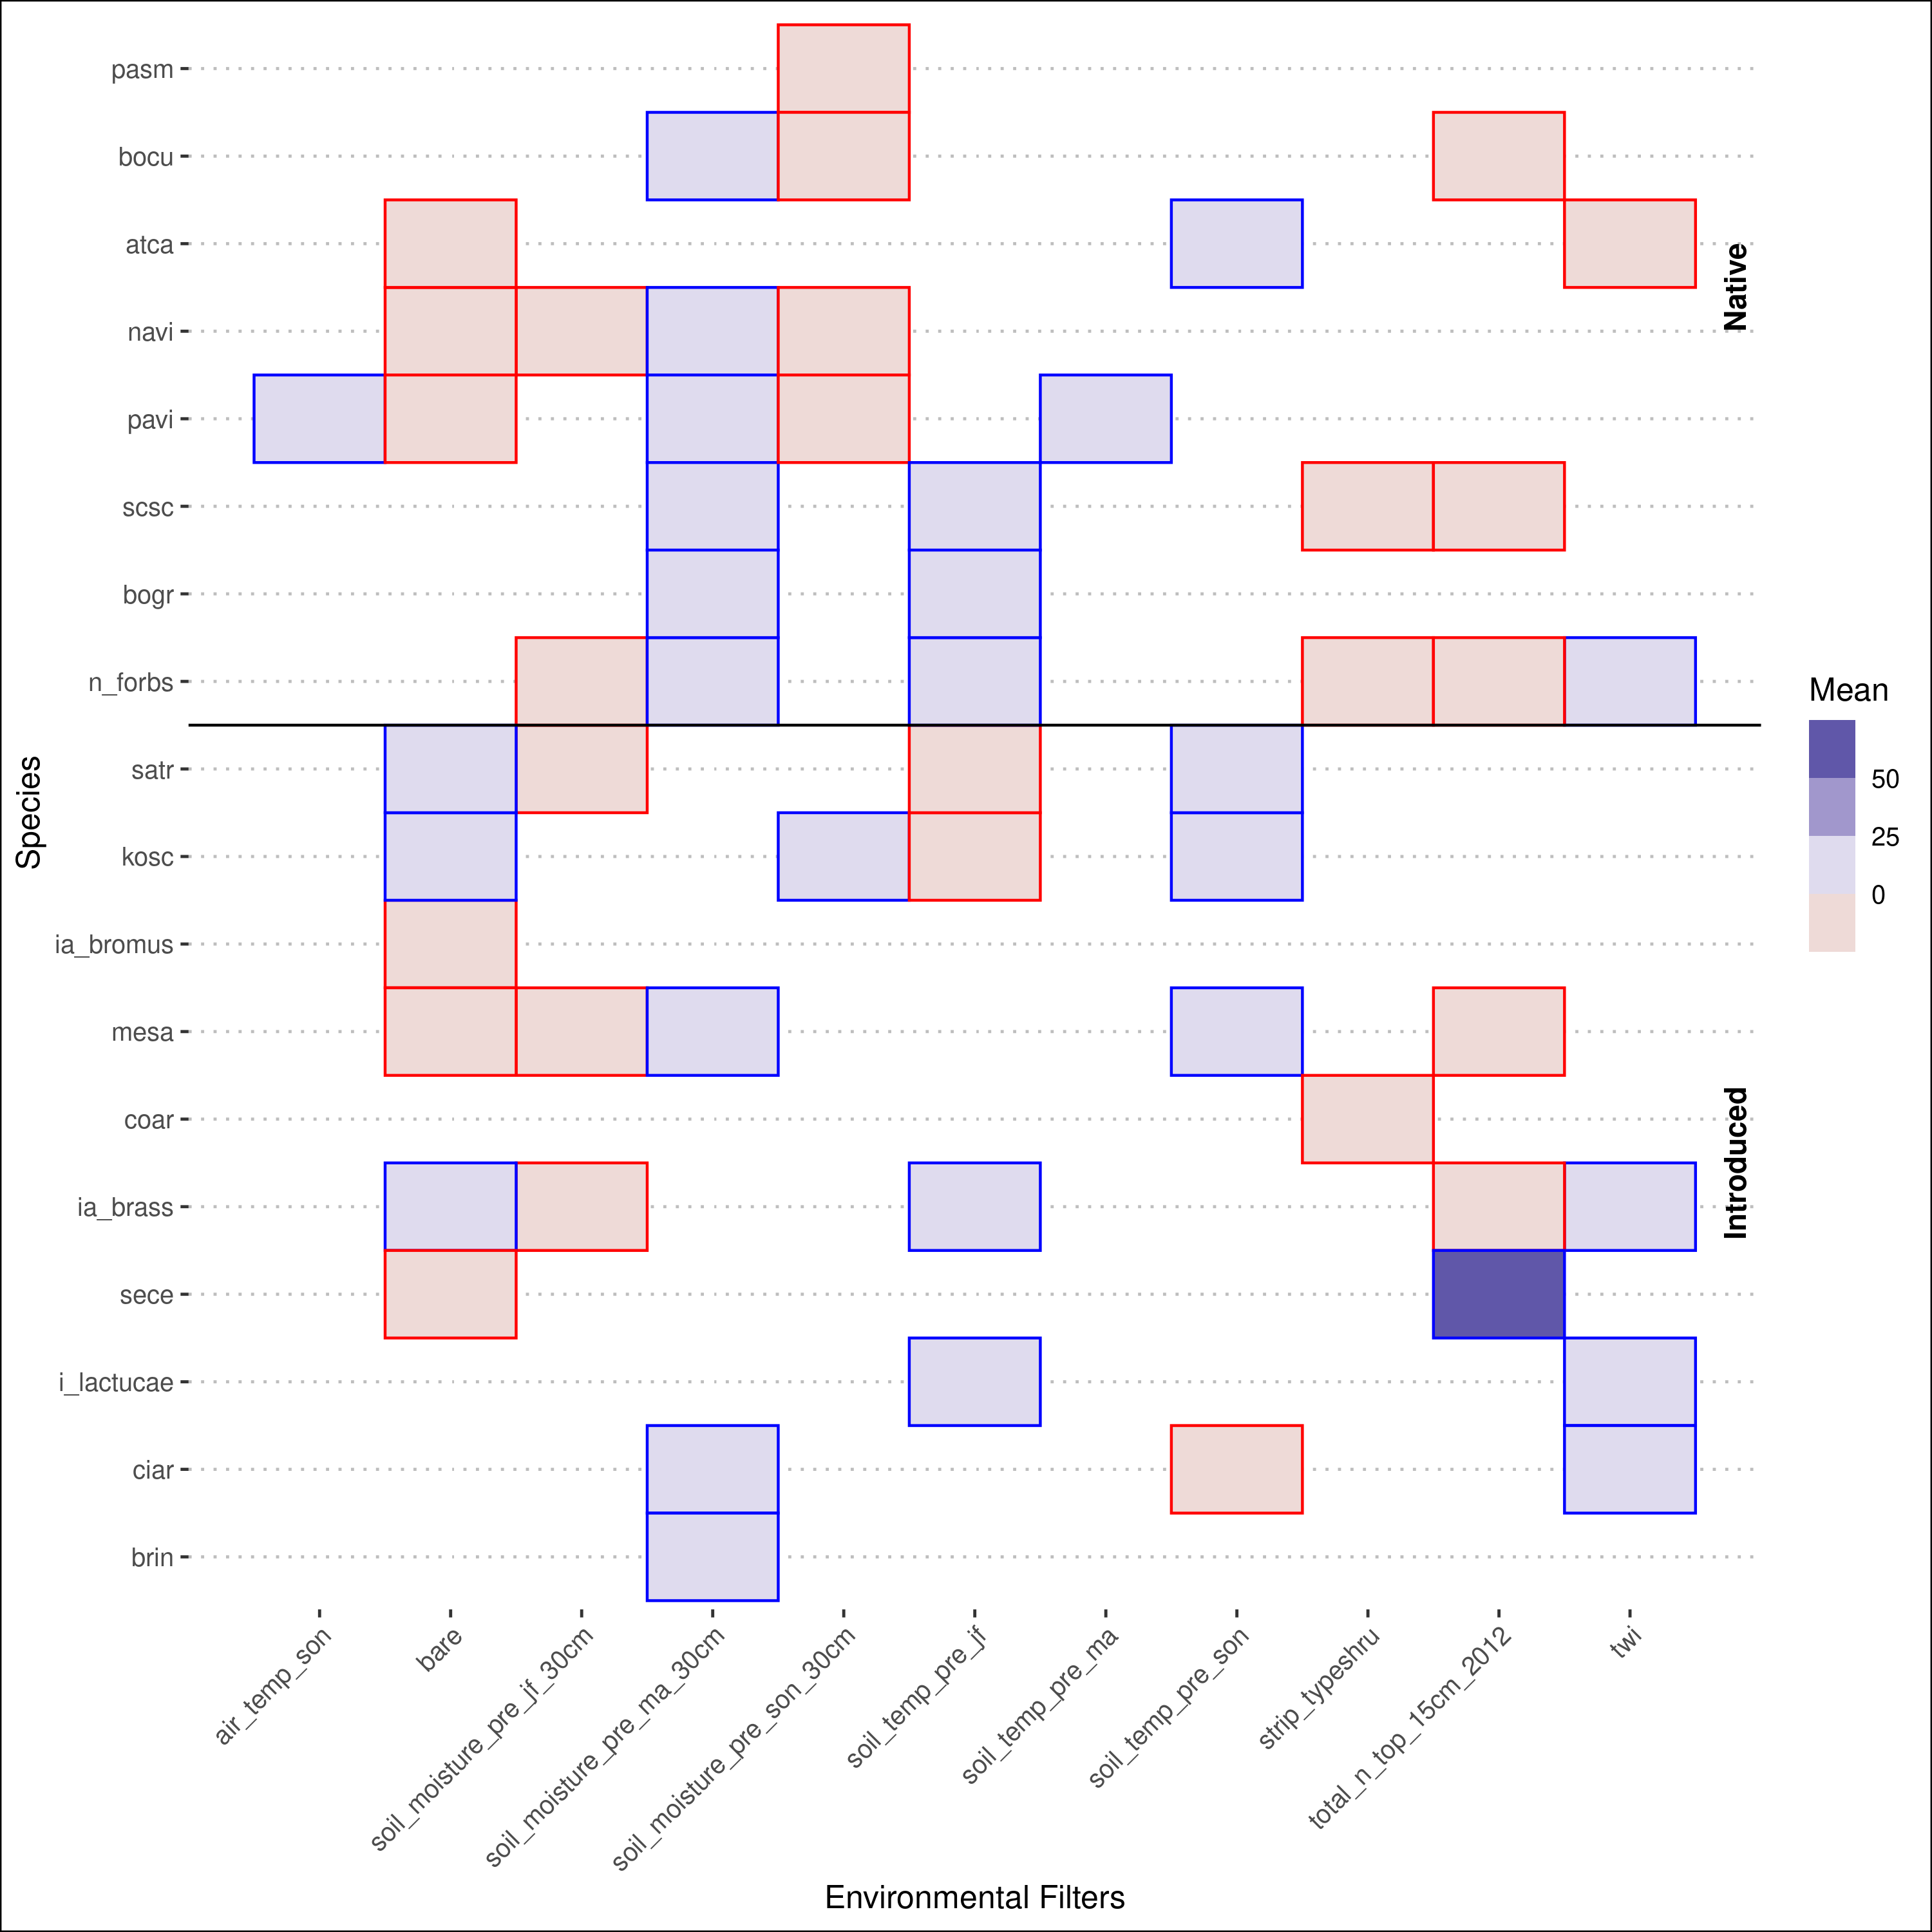 pasm
bocu
atca
navi
pavi
scsc
bogr
n_forbs
satr
kosc
ia_bromus
mesa
coar
ia_brass
sece
i_lactucae
ciar
brin
Species
Native
Introduced
Mean
50
25
0
air_temp_son
bare
soil_moisture_pre_jf_30cm
soil_moisture_pre_ma_30cm
soil_moisture_pre_son_30cm
soil_temp_pre_jf
soil_temp_pre_ma
soil_temp_pre_son
strip_typeshru
total_n_top_15cm_2012
twi
Environmental Filters